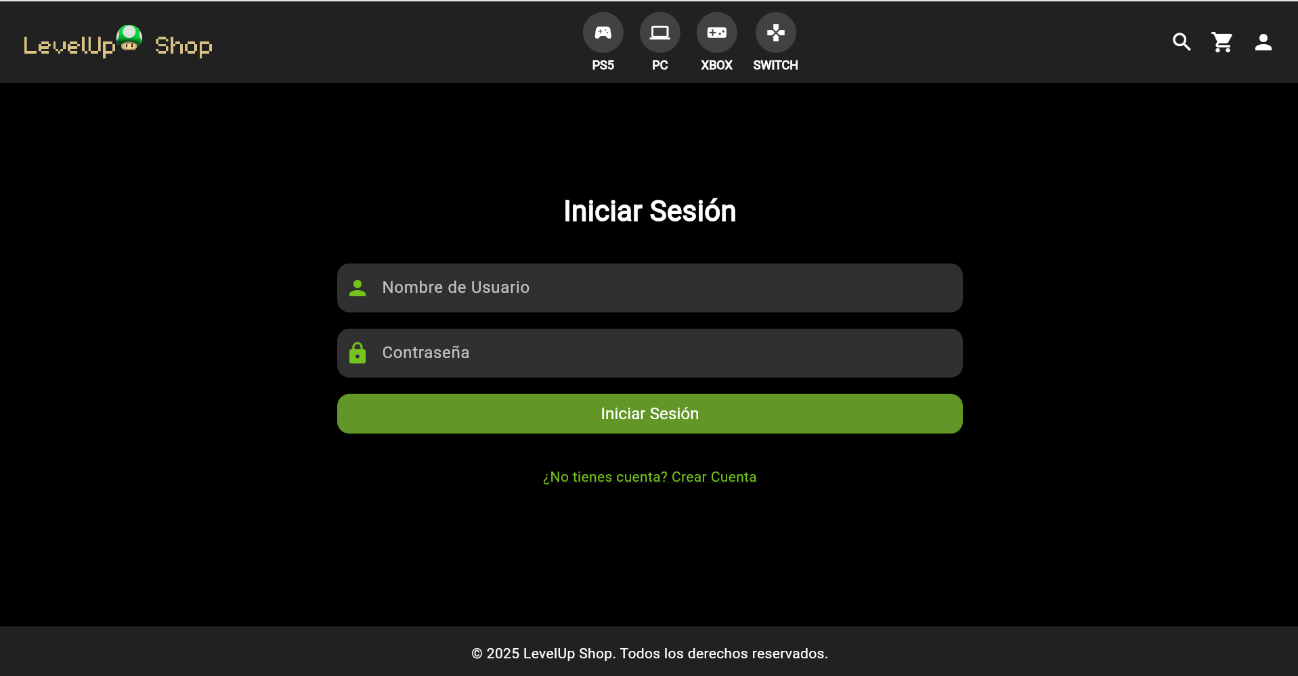 LevelUp Shop
PS5
PC
XBOX
SWITCH
Iniciar Sesión
Nombre de Usuario
Contraseña
Iniciar Sesión
¿No tienes cuenta? Crear Cuenta
© 2025 LevelUp Shop. Todos los derechos reservados.